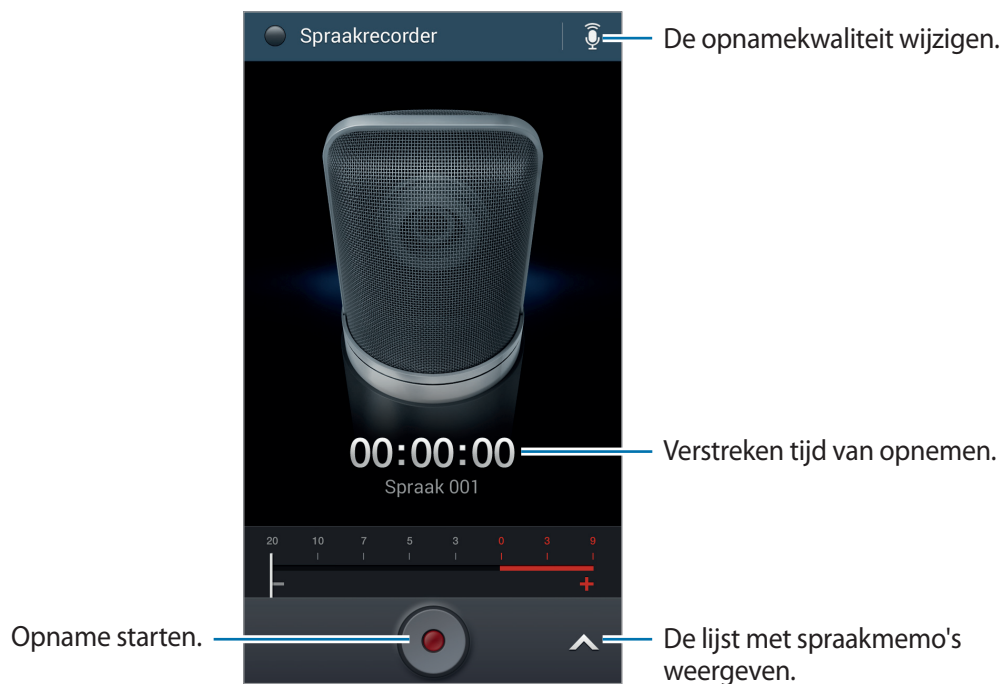 Spraakrecorder
De opnamekwaliteit wijzigen.
00:00:00
Verstreken tijd van opnemen.
Spraak 001
20 10 7 5 3 0 3 9
- +
Opname starten.
De lijst met spraakmemo's
weergeven.